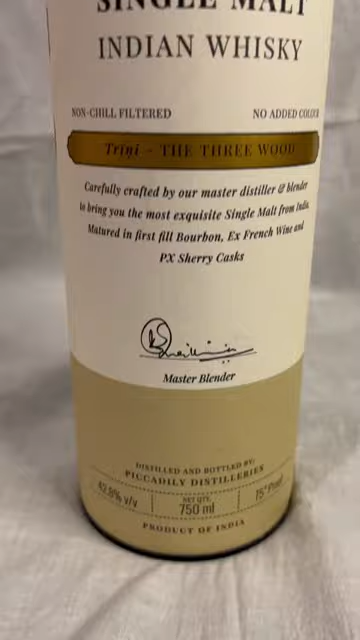 SINGLE MALT
INDIAN WHISKY
NON-CHILL FILTERED
NO ADDED COLOUR
Triṇi - THE THREE WOOD
Carefully crafted by our master distiller & blender
to bring you the most exquisite Single Malt from India.
Matured in first fill Bourbon, Ex French Wine and
PX Sherry Casks
Master Blender
DISTILLED AND BOTTLED BY:
PICCADILY DISTILLERIES
42.8% v/v
NET QTY.
750 ml
75° Proof
PRODUCT OF INDIA